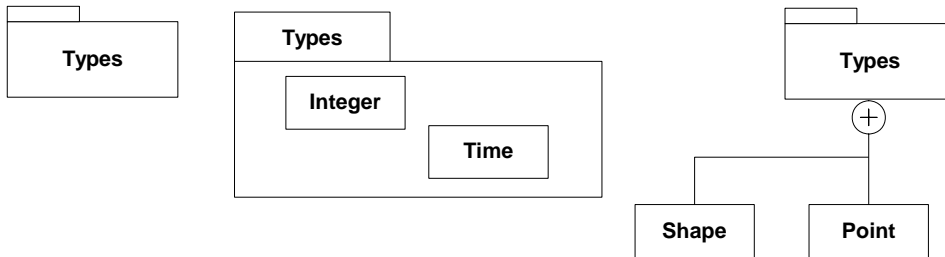 Types
Types
Integer
Time
Types
Shape
Point